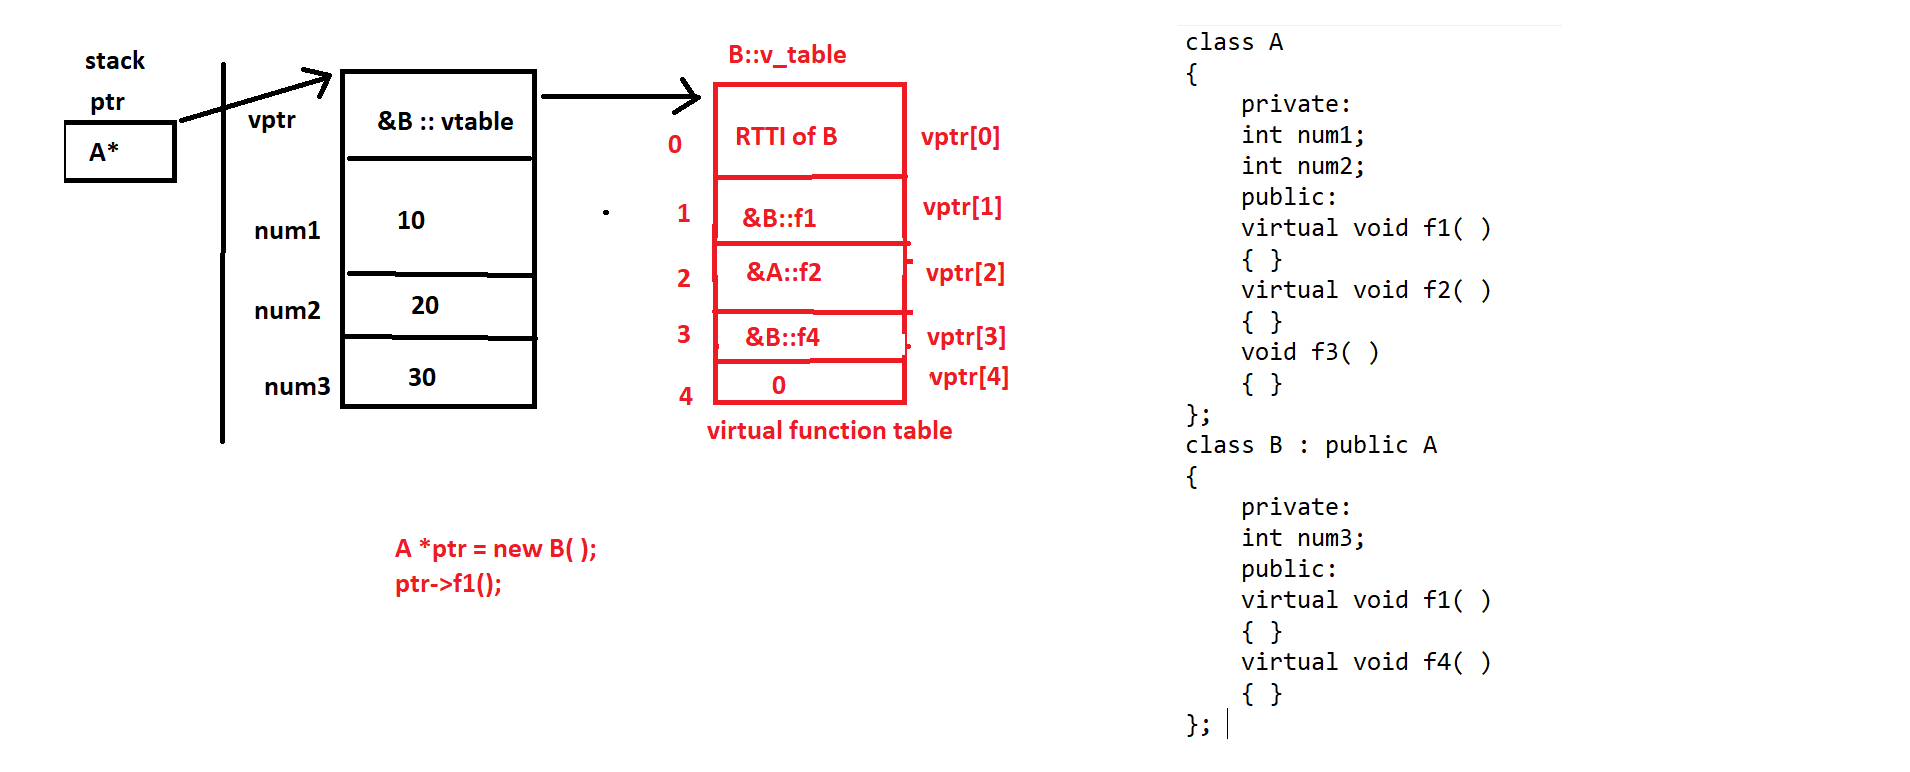 stack
ptr
A*
vptr
&B :: vtable
num1
10
num2
20
num3
30
B::v_table
0
RTTI of B
vptr[0]
1
&B::f1
vptr[1]
2
&A::f2
vptr[2]
3
&B::f4
vptr[3]
4
0
vptr[4]
virtual function table
A *ptr = new B( );
ptr->f1();
class A
{
private:
int num1;
int num2;
public:
virtual void f1( )
{ }
virtual void f2( )
{ }
void f3( )
{ }
};
class B : public A
{
private:
int num3;
public:
virtual void f1( )
{ }
virtual void f4( )
{ }
};